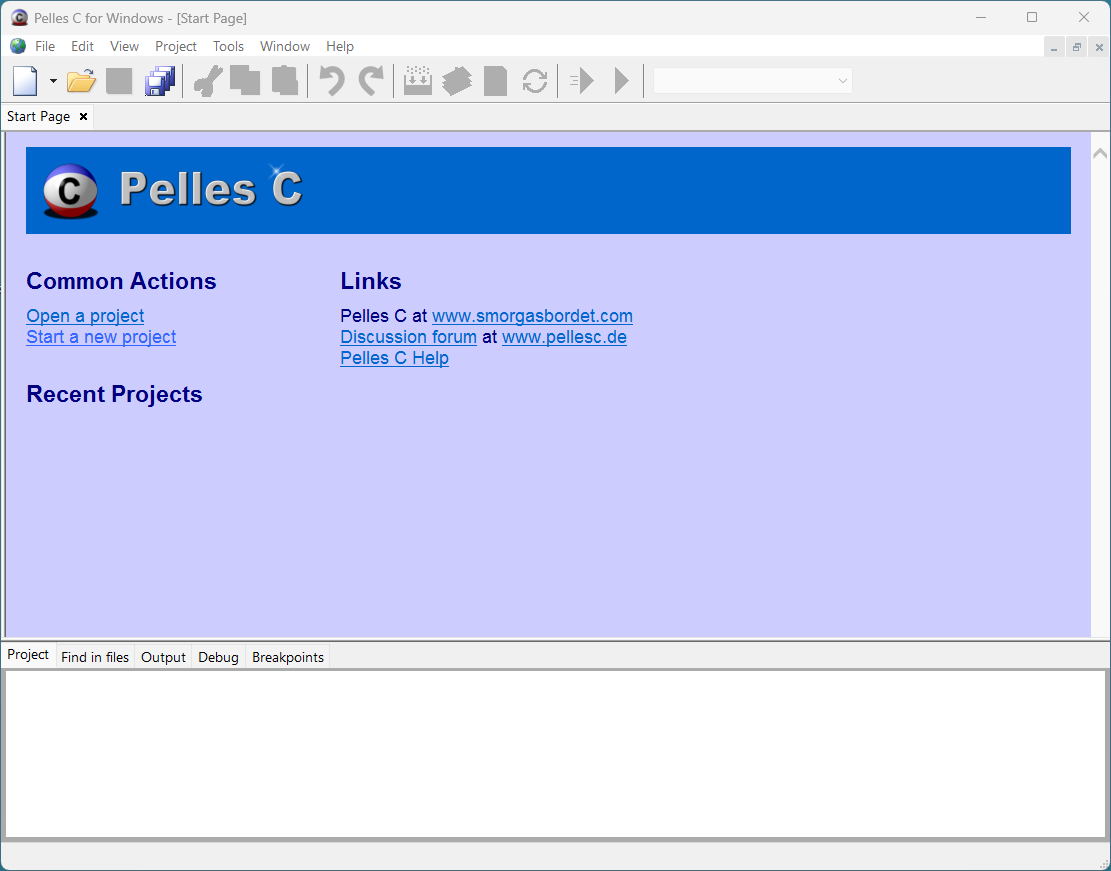 Pelles C for Windows - [Start Page]
File Edit View Project Tools Window Help
Start Page
C Pelles C
Common Actions
Open a project
Start a new project
Links
Pelles C at www.smorgasbordet.com
Discussion forum at www.pellesc.de
Pelles C Help
Recent Projects
Project Find in files Output Debug Breakpoints